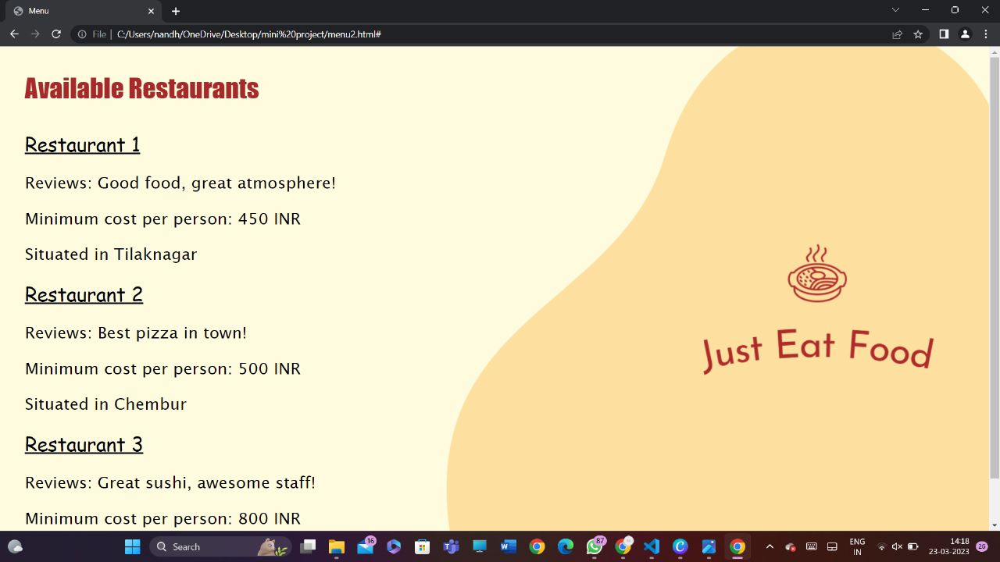 Menu
File
C:/Users/nandh/OneDrive/Desktop/mini%20project/menu2.html#
Available Restaurants
Restaurant 1
Reviews: Good food, great atmosphere!
Minimum cost per person: 450 INR
Situated in Tilaknagar
Restaurant 2
Reviews: Best pizza in town!
Minimum cost per person: 500 INR
Situated in Chembur
Restaurant 3
Reviews: Great sushi, awesome staff!
Minimum cost per person: 800 INR
Just Eat Food
Search
16
87
ENG
IN
14:18
23-03-2023
26